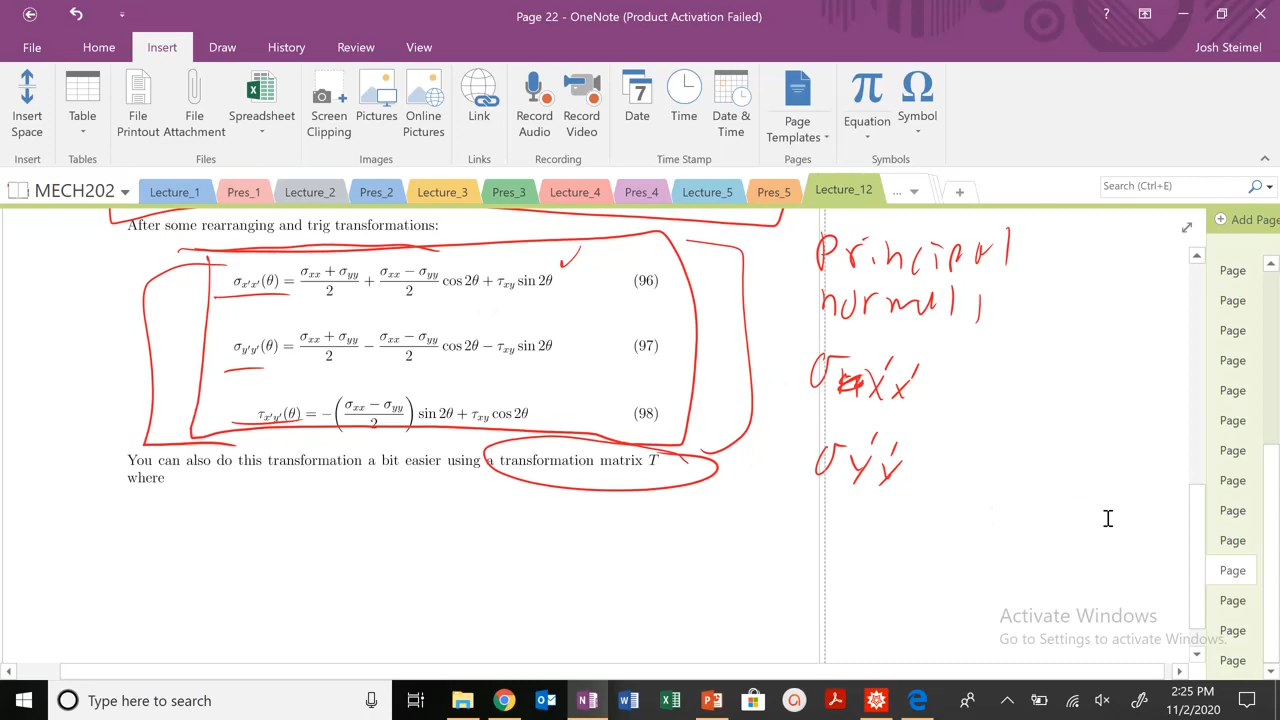 Page 22 - OneNote (Product Activation Failed)
File Home Insert Draw History Review View Josh Steimel
Insert Space Table File Printout File Attachment Spreadsheet Screen Clipping Pictures Online Pictures Link Record Audio Record Video Date Time Date & Time Page Templates Equation Symbol
Insert Tables Files Images Links Recording Time Stamp Pages Symbols
MECH202 Lecture_1 Pres_1 Lecture_2 Pres_2 Lecture_3 Pres_3 Lecture_4 Pres_4 Lecture_5 Pres_5 Lecture_12 ... Search (Ctrl+E)
After some rearranging and trig transformations:
σx′x′(θ) = (σxx + σyy)/2 + (σxx − σyy)/2 cos 2θ + τxy sin 2θ (96)
σy′y′(θ) = (σxx + σyy)/2 − (σxx − σyy)/2 cos 2θ − τxy sin 2θ (97)
τx′y′(θ) = −((σxx − σyy)/2) sin 2θ + τxy cos 2θ (98)
You can also do this transformation a bit easier using a transformation matrix T
where
Principal
normal
σx′x′
σy′y′
Add Page
Page
Page
Page
Page
Page
Page
Page
Page
Page
Page
Page
Page
Page
Page
Activate Windows
Go to Settings to activate Windows.
Type here to search
2:25 PM
11/2/2020